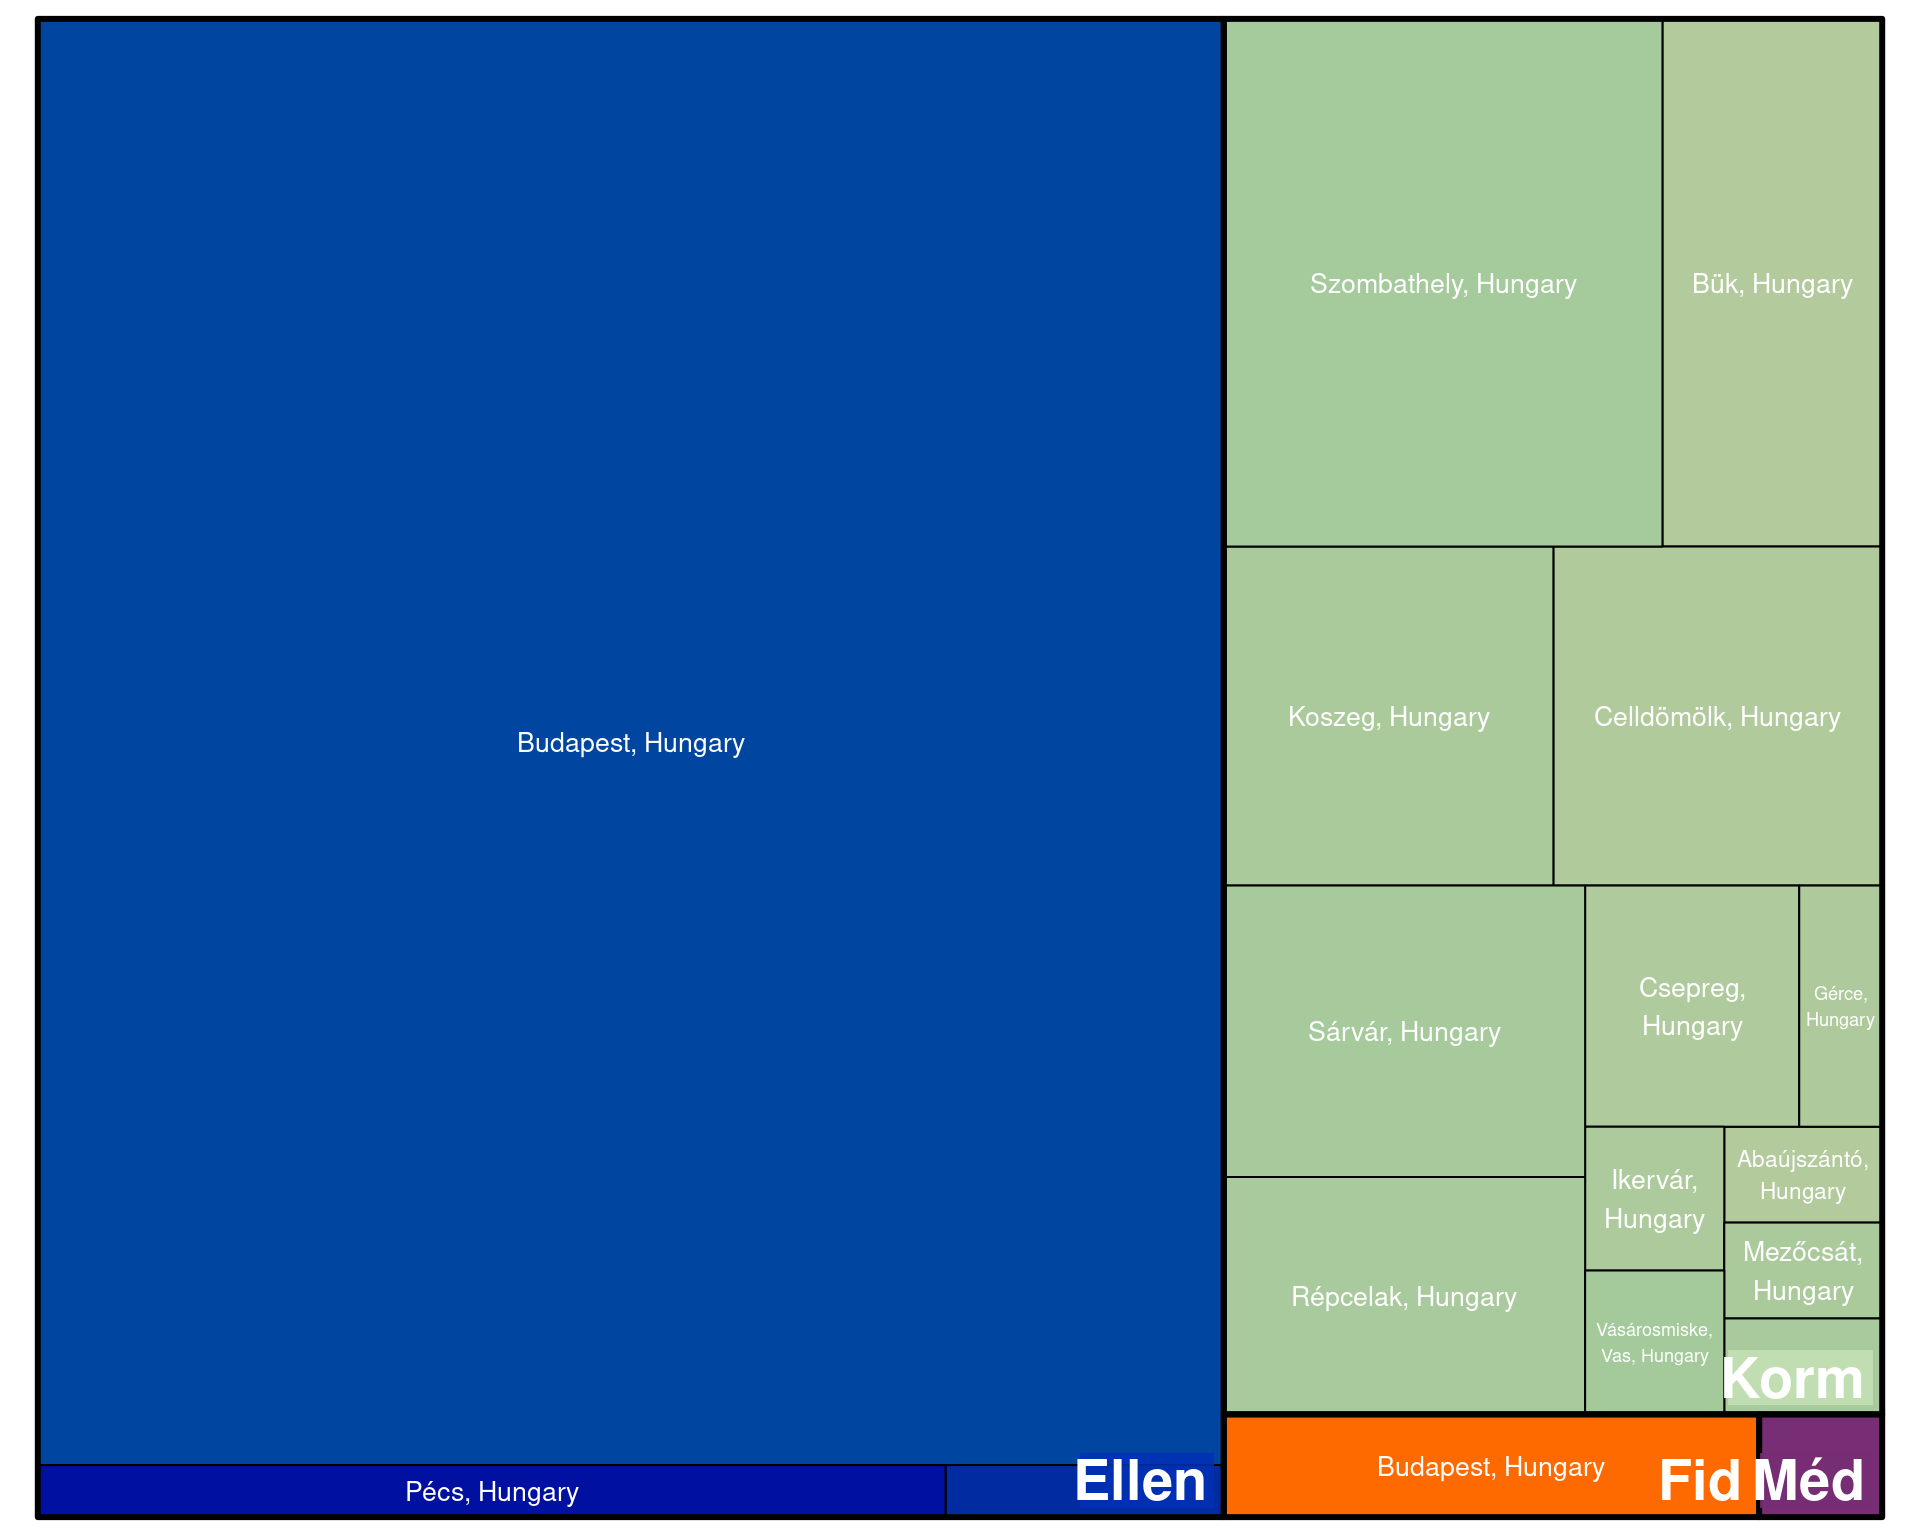 Budapest, Hungary
Pécs, Hungary
Ellen
Szombathely, Hungary
Bük, Hungary
Koszeg, Hungary
Celldömölk, Hungary
Sárvár, Hungary
Csepreg,
Hungary
Gérce,
Hungary
Répcelak, Hungary
Ikervár,
Hungary
Abaújszántó,
Hungary
Mezőcsát,
Hungary
Vásárosmiske,
Vas, Hungary
Korm
Budapest, Hungary
Fid
Méd